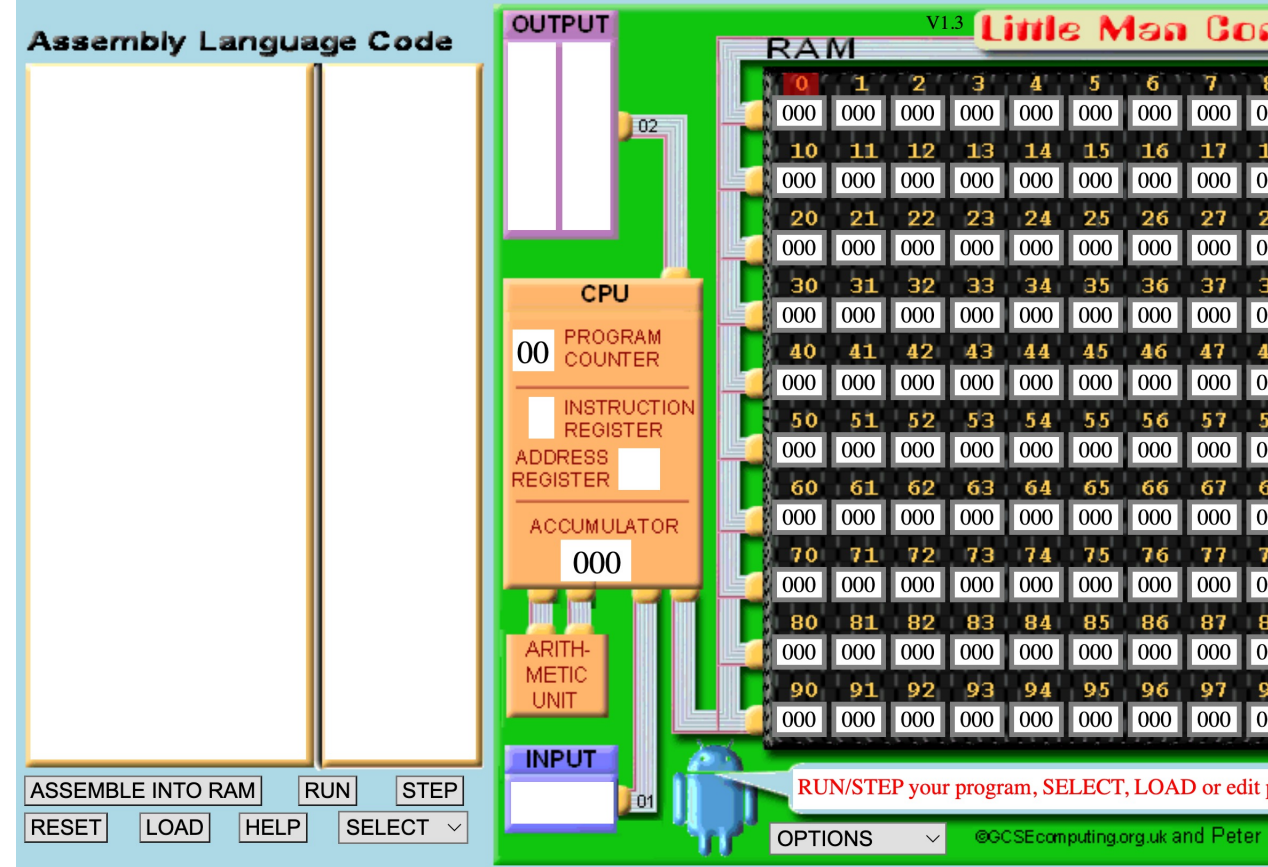 Assembly Language Code
ASSEMBLE INTO RAM RUN STEP
RESET LOAD HELP SELECT
OUTPUT
02
CPU
00 PROGRAM
COUNTER
INSTRUCTION
REGISTER
ADDRESS
REGISTER
ACCUMULATOR
000
ARITH-
METIC
UNIT
INPUT
01
V1.3 Little Man
RAM
0 1 2 3 4 5 6 7
000 000 000 000 000 000 000 000
10 11 12 13 14 15 16 17
000 000 000 000 000 000 000 000
20 21 22 23 24 25 26 27
000 000 000 000 000 000 000 000
30 31 32 33 34 35 36 37
000 000 000 000 000 000 000 000
40 41 42 43 44 45 46 47
000 000 000 000 000 000 000 000
50 51 52 53 54 55 56 57
000 000 000 000 000 000 000 000
60 61 62 63 64 65 66 67
000 000 000 000 000 000 000 000
70 71 72 73 74 75 76 77
000 000 000 000 000 000 000 000
80 81 82 83 84 85 86 87
000 000 000 000 000 000 000 000
90 91 92 93 94 95 96 97
000 000 000 000 000 000 000 000
RUN/STEP your program, SELECT, LOAD or edit
OPTIONS
©GCSEcomputing.org.uk and Peter